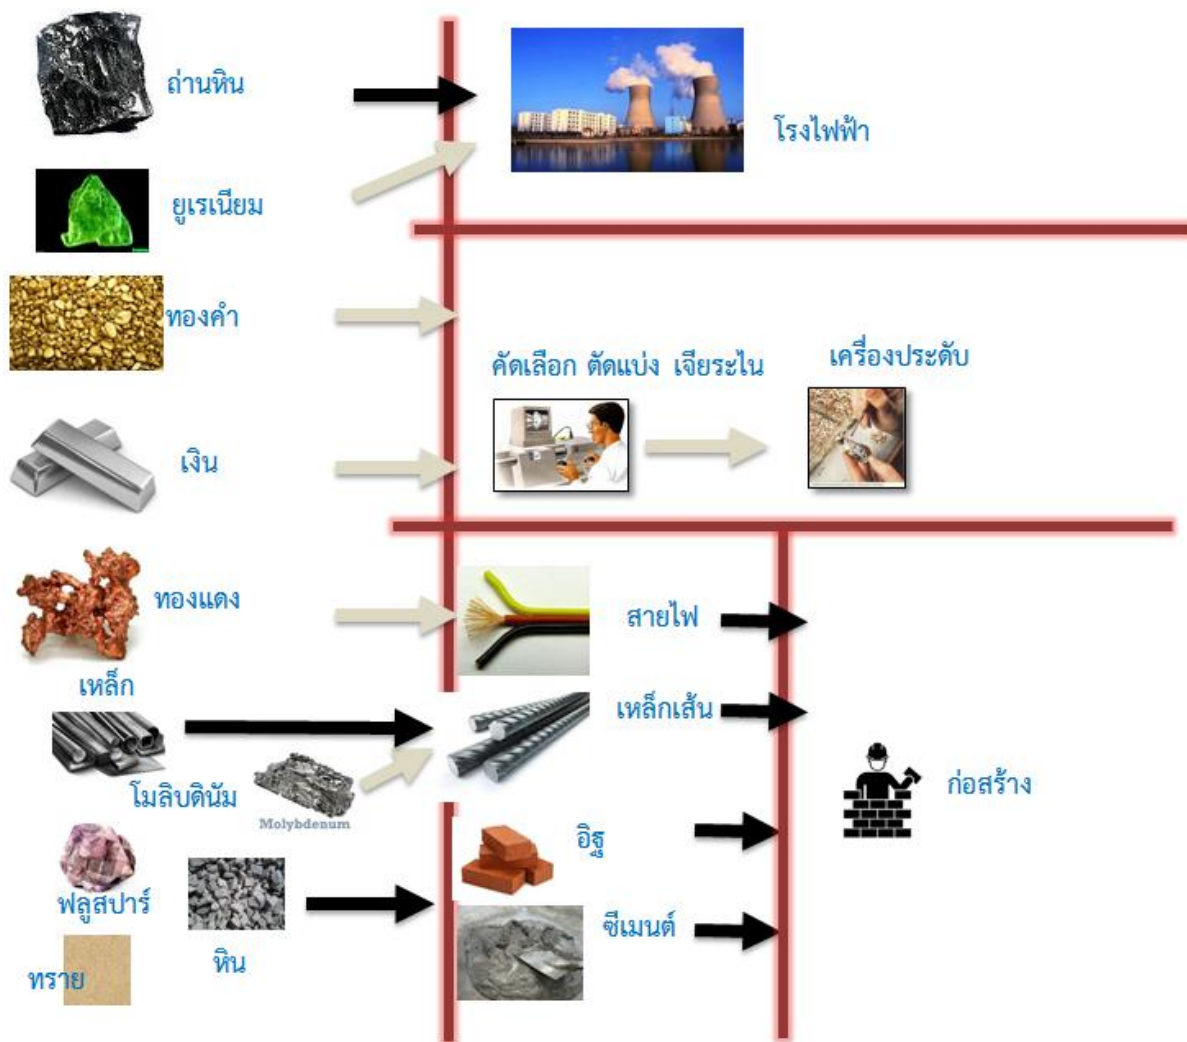 ถ่านหิน
โรงไฟฟ้า
ยูเรเนียม
ทองคำ
คัดเลือก ตัดแบ่ง เจียระไน
เครื่องประดับ
เงิน
ทองแดง
สายไฟ
เหล็ก
เหล็กเส้น
โมลิบดินัม
Molybdenum
ก่อสร้าง
อิฐ
ฟลูสปาร์
หิน
ซีเมนต์
ทราย